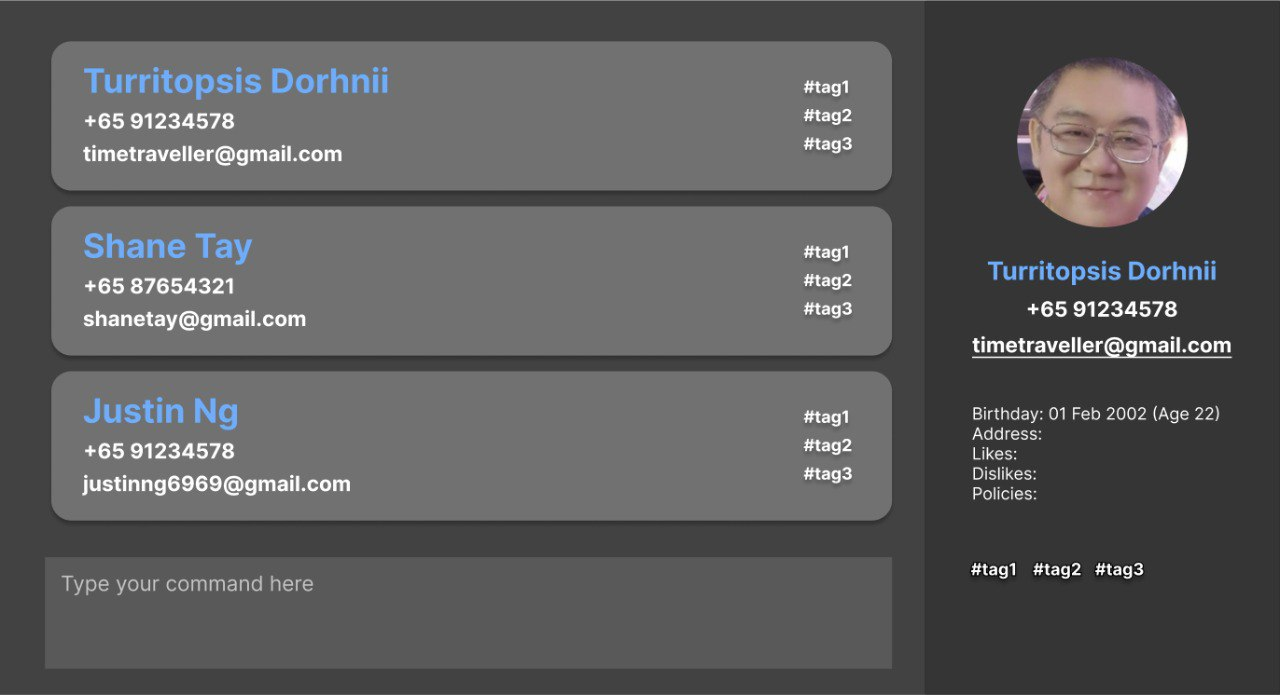 Turritopsis Dorhnii
+65 91234578
timetraveller@gmail.com
#tag1
#tag2
#tag3
Shane Tay
+65 87654321
shanetay@gmail.com
#tag1
#tag2
#tag3
Justin Ng
+65 91234578
justinng6969@gmail.com
#tag1
#tag2
#tag3
Type your command here
Turritopsis Dorhnii
+65 91234578
timetraveller@gmail.com
Birthday: 01 Feb 2002 (Age 22)
Address:
Likes:
Dislikes:
Policies:
#tag1 #tag2 #tag3